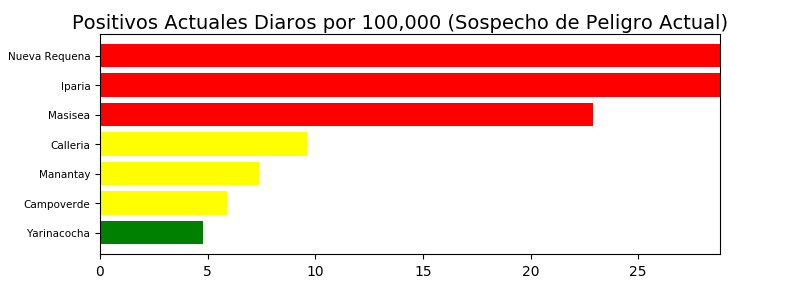 Positivos Actuales Diaros por 100,000 (Sospecho de Peligro Actual)
Nueva Requena
Iparia
Masisea
Calleria
Manantay
Campoverde
Yarinacocha
0 5 10 15 20 25